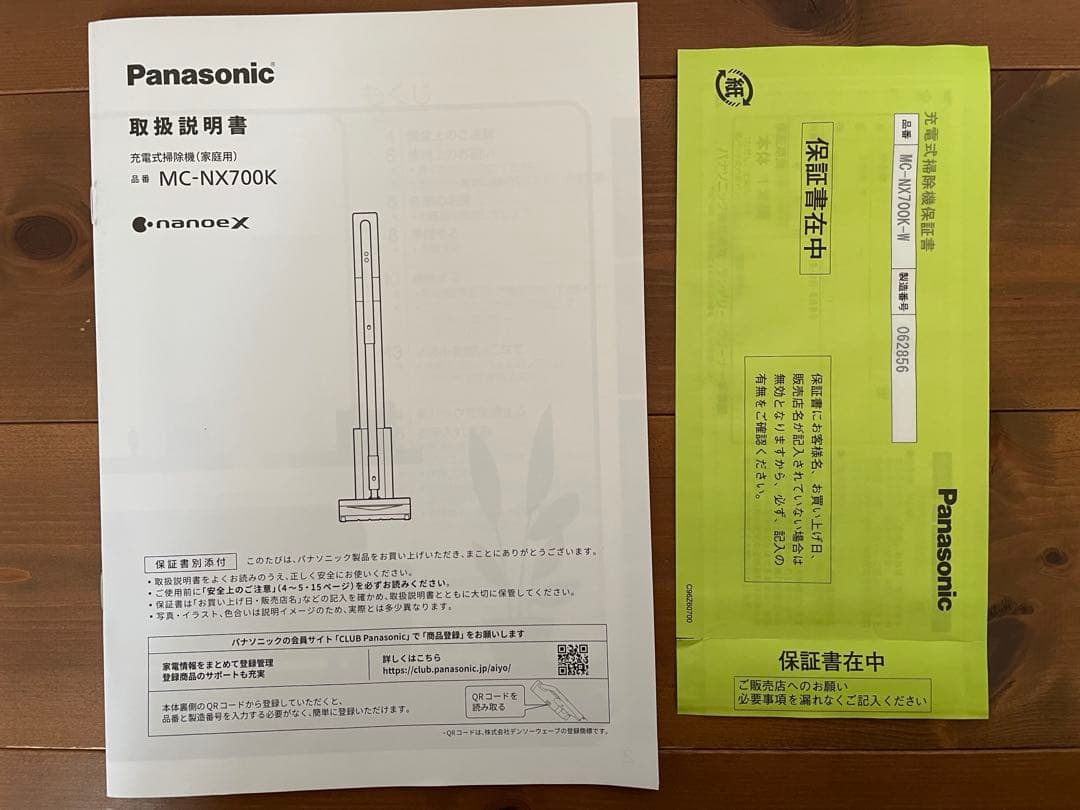 Panasonic
取扱説明書
充電式掃除機(家庭用)
品番 MC-NX700K
nanoeX
保証書別添付 このたびは、パナソニック製品をお買い上げいただき、まことにありがとうございます。
・取扱説明書をよくお読みのうえ、正しく安全にお使いください。
・ご使用前に「安全上のご注意」(4~5・15ページ)を必ずお読みください。
・保証書は「お買い上げ日・販売店名」などの記入を確かめ、取扱説明書とともに大切に保管してください。
・写真・イラスト、色合いは説明イメージのため、実際とは多少異なります。
パナソニックの会員サイト「CLUB Panasonic」で「商品登録」をお願いします
家電情報をまとめて登録管理
登録商品のサポートも充実
詳しくはこちら
https://club.panasonic.jp/aiyo/
本体裏側のQRコードから登録していただくと、
品番と製造番号を入力する必要がなく、簡単に登録いただけます。
QRコードを
読み取る
・QRコードは、株式会社デンソーウェーブの登録商標です。
紙
充電式掃除機保証書
品番 MC-NX700K-W 製造番号 062856
保証書在中
保証書にお客様名、お買い上げ日、
販売店名が記入されていない場合は
無効となりますから、必ず、記入の
有無をご確認ください。
Panasonic
C96Z60700
保証書在中
ご販売店へのお願い
必要事項を漏れなくご記入ください